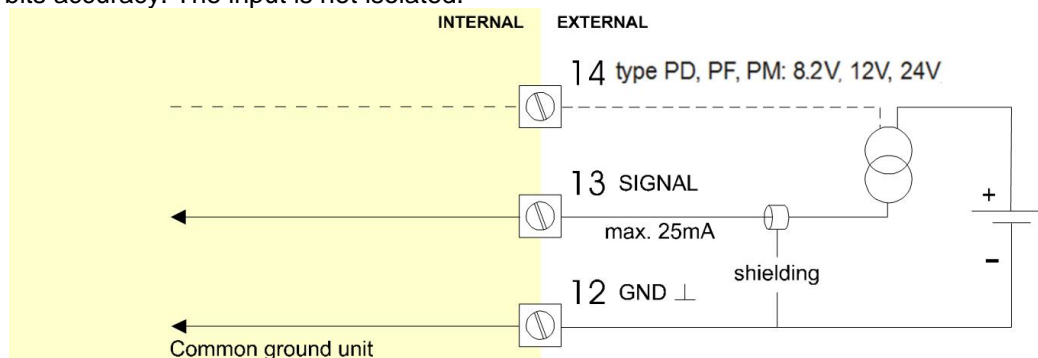 bits accuracy. The input is not isolated.
INTERNAL EXTERNAL
14 type PD, PF, PM: 8.2V, 12V, 24V
13 SIGNAL
+
max. 25mA
shielding
-
12 GND ⊥
Common ground unit